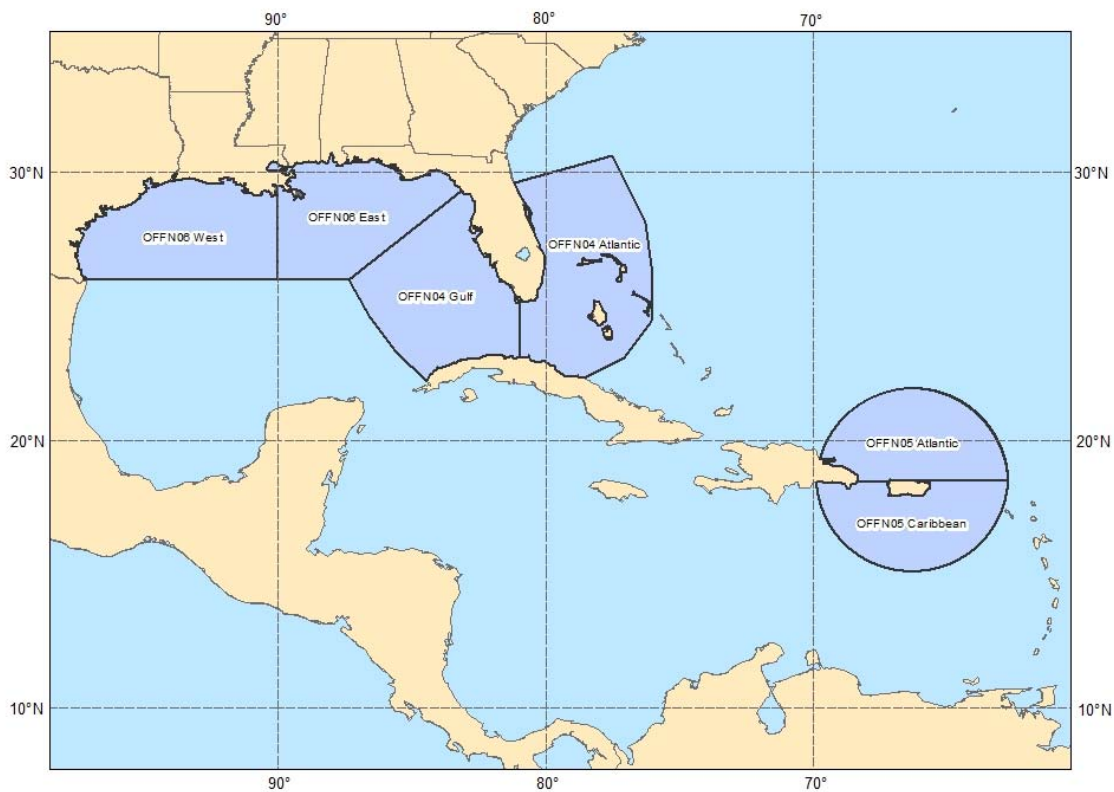 90°
80°
70°
30°N
30°N
OFFN06 West
OFFN06 East
OFFN04 Atlantic
OFFN04 Gulf
20°N
20°N
OFFN05 Atlantic
OFFN05 Caribbean
10°N
10°N
90°
80°
70°